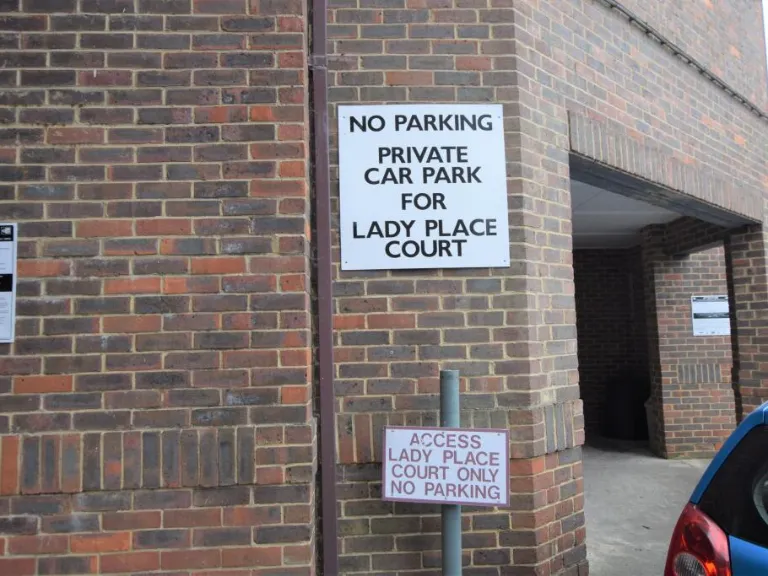 NO PARKING
PRIVATE
CAR PARK
FOR
LADY PLACE
COURT
ACCESS
LADY PLACE
COURT ONLY
NO PARKING